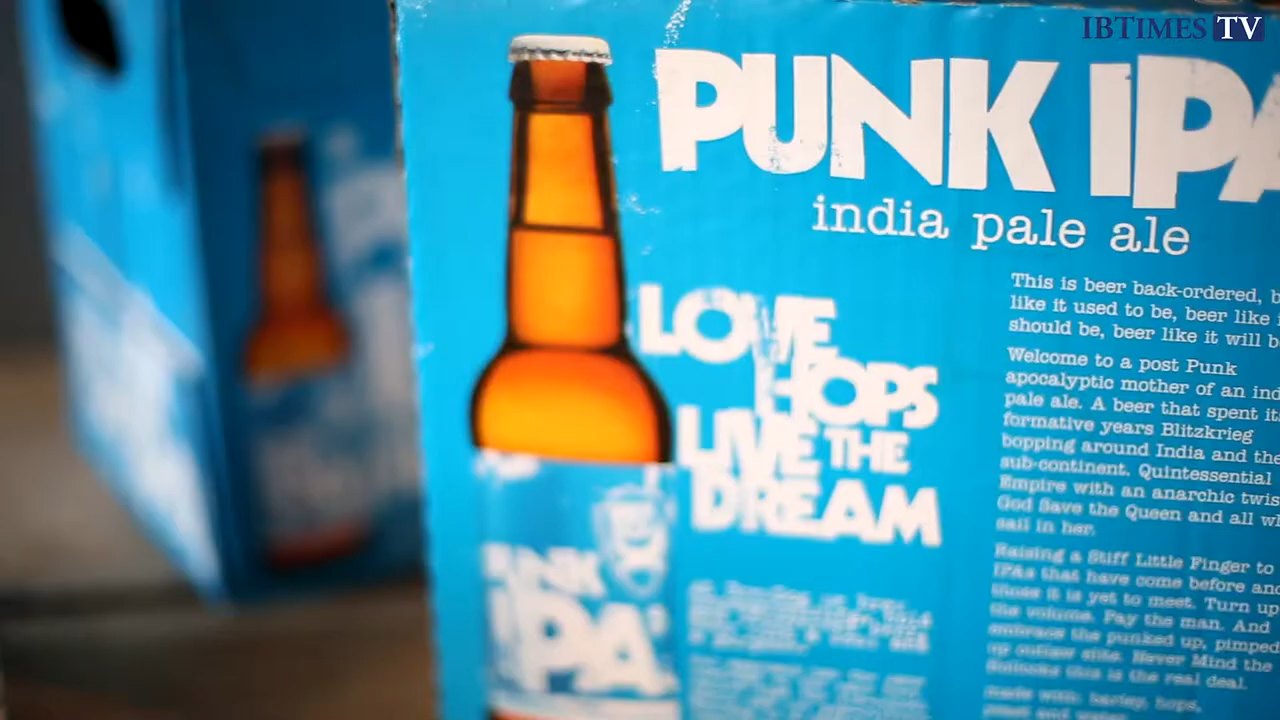 IBTIMES TV
PUNK IPA
india pale ale
LOVE
HOPS
LIVE THE
DREAM
This is beer back-ordered, b
like it used to be, beer like i
should be, beer like it will b
Welcome to a post Punk
apocalyptic mother of an ind
pale ale. A beer that spent it
formative years Blitzkrieg
bopping around India and the
sub-continent. Quintessential
Empire with an anarchic twis
God Save the Queen and all wh
sail in her.
Raising a Stiff Little Finger to
IPAs that have come before and
those it is yet to meet. Turn up
the volume. Pay the man. And
embrace the punked up, pimped
up outlaw elite. Never Mind the
Bollocks this is the real deal.
made with: barley, hops,
PUNK
IPA.